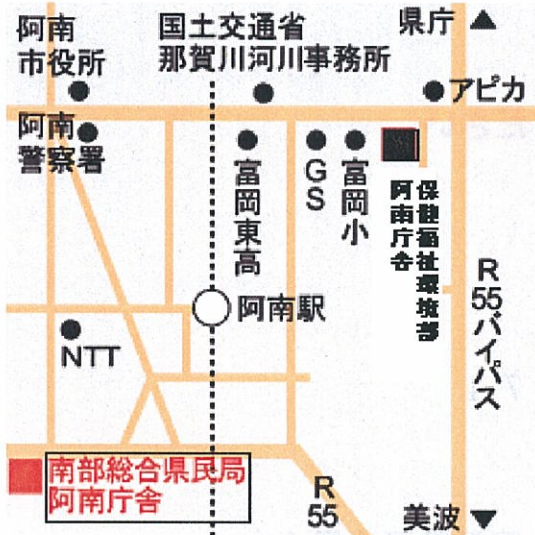 阿南
市役所
国土交通省
那賀川河川事務所
県庁
アピカ
阿南
警察署
富岡東高
GS
富岡小
保健福祉環境部
阿南庁舎
R
55バイパス
阿南駅
NTT
南部総合県民局
阿南庁舎
R
55
美波